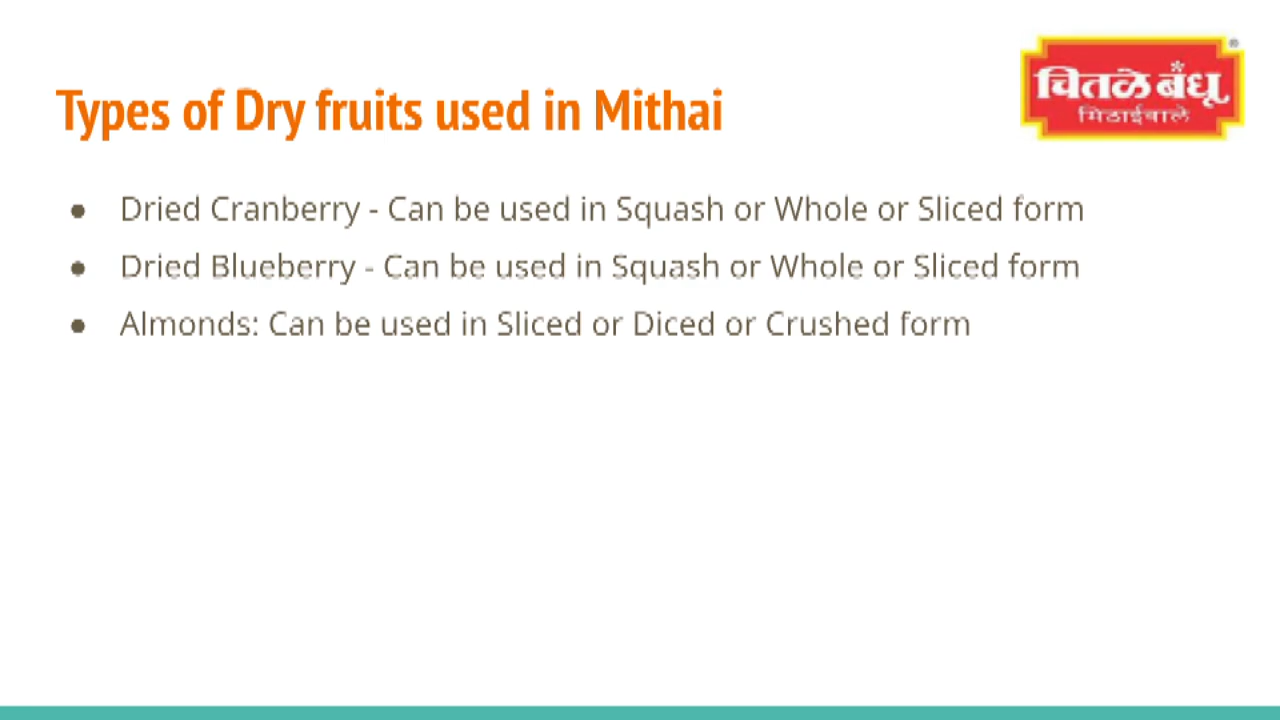 चितळे बंधू
मिठाईवाले
Types of Dry fruits used in Mithai
● Dried Cranberry - Can be used in Squash or Whole or Sliced form
● Dried Blueberry - Can be used in Squash or Whole or Sliced form
● Almonds: Can be used in Sliced or Diced or Crushed form